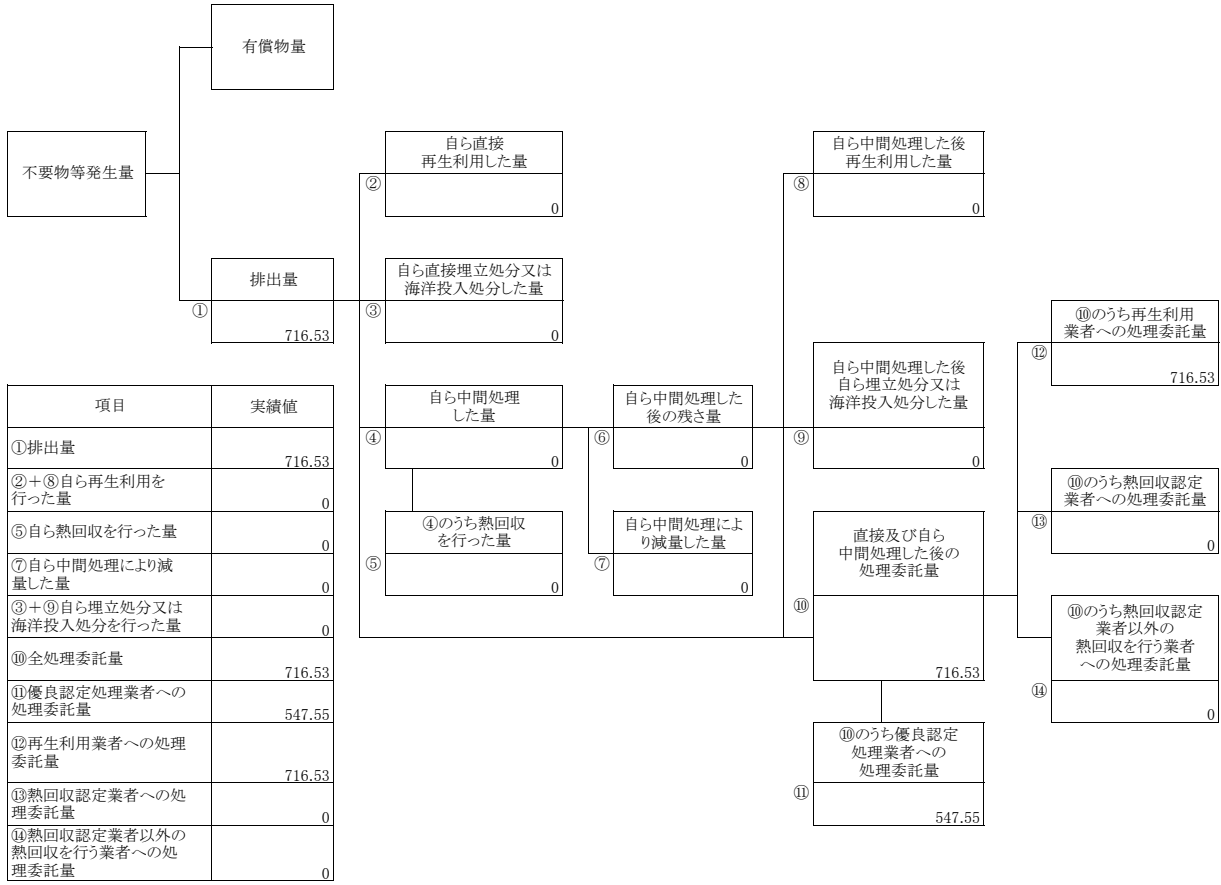 有償物量
不要物等発生量
自ら直接
再生利用した量
②
0
自ら中間処理した後
再生利用した量
⑧
0
排出量
①
716.53
自ら直接埋立処分又は
海洋投入処分した量
③
0
⑩のうち再生利用
業者への処理委託量
⑫
716.53
自ら中間処理
した量
④
0
自ら中間処理した
後の残さ量
⑥
0
自ら中間処理した後
自ら埋立処分又は
海洋投入処分した量
⑨
0
⑩のうち熱回収認定
業者への処理委託量
⑬
0
④のうち熱回収
を行った量
⑤
0
自ら中間処理によ
り減量した量
⑦
0
直接及び自ら
中間処理した後の
処理委託量
⑩
716.53
⑩のうち熱回収認定
業者以外の
熱回収を行う業者
への処理委託量
⑭
0
⑩のうち優良認定
処理業者への
処理委託量
⑪
547.55
項目
実績値
①排出量
716.53
②+⑧自ら再生利用を
行った量
0
⑤自ら熱回収を行った量
0
⑦自ら中間処理により減
量した量
0
③+⑨自ら埋立処分又は
海洋投入処分を行った量
0
⑩全処理委託量
716.53
⑪優良認定処理業者への
処理委託量
547.55
⑫再生利用業者への処理
委託量
716.53
⑬熱回収認定業者への処
理委託量
0
⑭熱回収認定業者以外の
熱回収を行う業者への処
理委託量
0